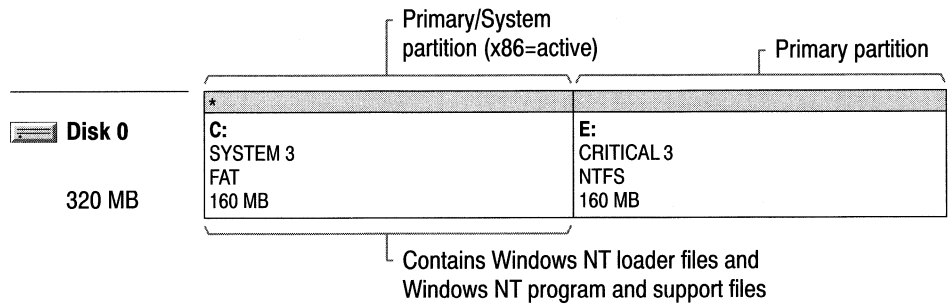 Primary/System
partition (x86=active)
Primary partition
*
Disk 0
320 MB
C:
SYSTEM 3
FAT
160 MB
E:
CRITICAL 3
NTFS
160 MB
Contains Windows NT loader files and
Windows NT program and support files